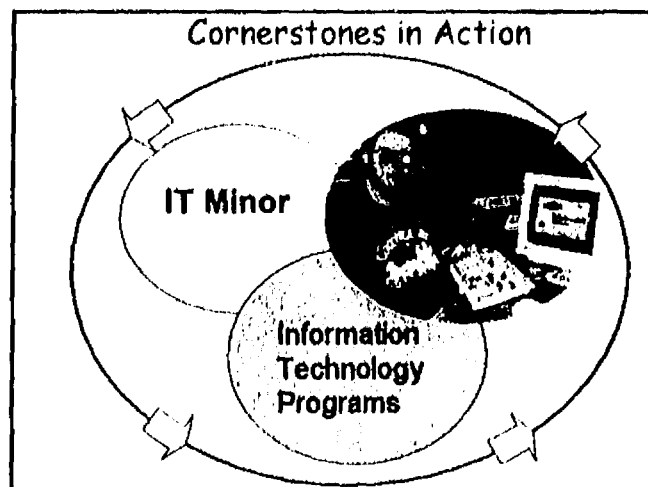 Cornerstones in Action
IT Minor
Information
Technology
Programs